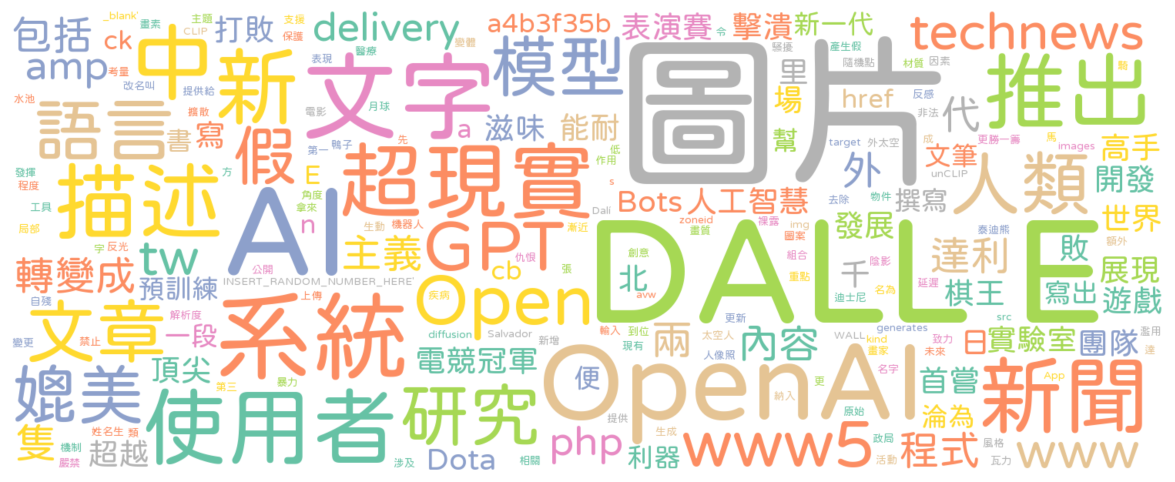 包括
ck
_blank'
畫素
主題
CLIP
支援
保護
打敗
delivery
變體
a4b3f35b
表演賽
令
擊潰
新一代
technews
amp
考量
改名叫
中
新
表現
醫療
文字
模型
圖片
騷擾
產生假
隨機點
材質
因素
反感
推出
水池
提供給
鵝散
電影
月球
里
場
href
代
非法
語言
書
寫
假
第一
鴨子
先
a
滋味
能耐
低
作用
幫
target
外太空
成
更勝一籌
馬
images
高手
發揮
程度
描述
方
AI
E
角度
拿來
超現實
s
外
文筆
unCLIP
人類
開發
工具
局部
n
生動
機器人
漸近
Bots
人工智慧
Dalí
zoneid
畫質
裸露
img
圖案
去除
物件
撰寫
發展
泰迪熊
世界
額外
字
反光
tw
主義
GPT
仇恨
張
DALLE
創意
北
組合
重點
千
陰影
達利
敗
展現
轉變成
預訓練
公開
INSERT_RANDOM_NUMBER_HERE'
cb
Open
疾病
avw
迪士尼
名為
延遲
棋王
寫出
遊戲
自殘
文章
解析度
一段
上傳
系統
更新
src
變更
禁止
diffusion
Salvador
新增
輸入
到位
現有
兩
太空人
人像照
內容
WALL
kind
畫家
generates
致力
未來
日
實驗室
團隊
濫用
達
媲美
頂尖
第三
暴力
電競冠軍
OpenAI
便
更
納入
名字
首嘗
淪為
App
新聞
隻
姓名生
類
使用者
研究
提供
php
生成
原始
www5
政局
程式
風格
www
機制
嚴禁
超越
涉及
Dota
相關
利器
活動
瓦力